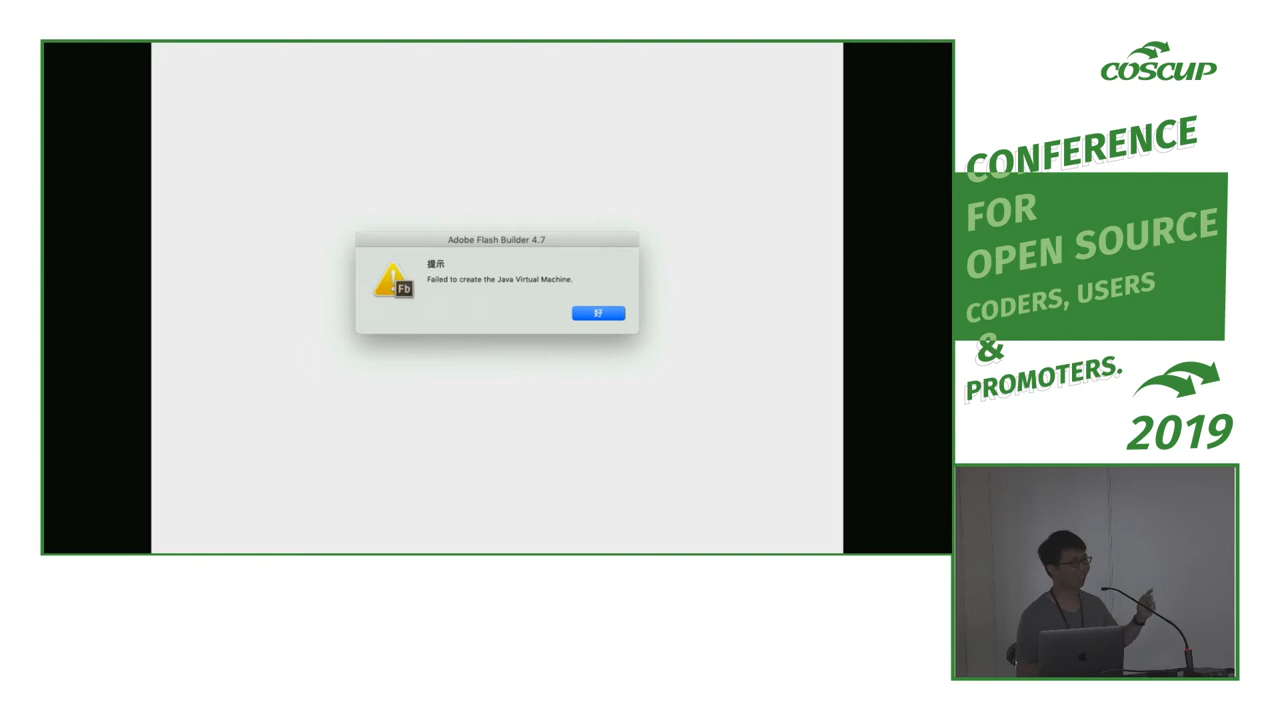 Adobe Flash Builder 4.7
提示
Failed to create the Java Virtual Machine.
Fb
好
COSCUP
CONFERENCE
FOR
OPEN SOURCE
CODERS, USERS
&
PROMOTERS.
2019